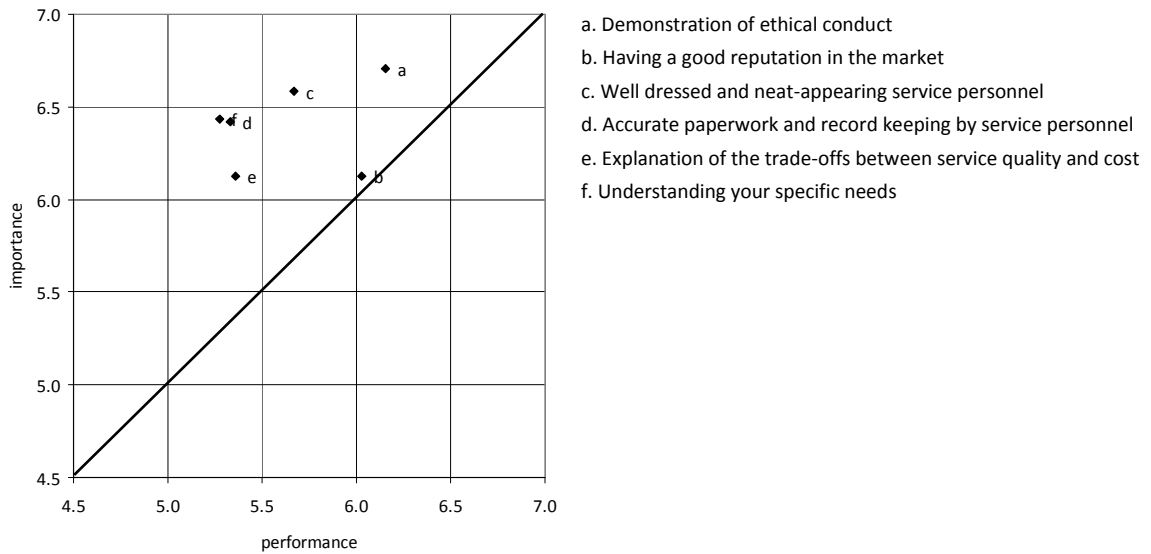 7.0
6.5
6.0
5.5
5.0
4.5
4.5 5.0 5.5 6.0 6.5 7.0
importance
performance
a
c
f d
e
b
a. Demonstration of ethical conduct
b. Having a good reputation in the market
c. Well dressed and neat-appearing service personnel
d. Accurate paperwork and record keeping by service personnel
e. Explanation of the trade-offs between service quality and cost
f. Understanding your specific needs